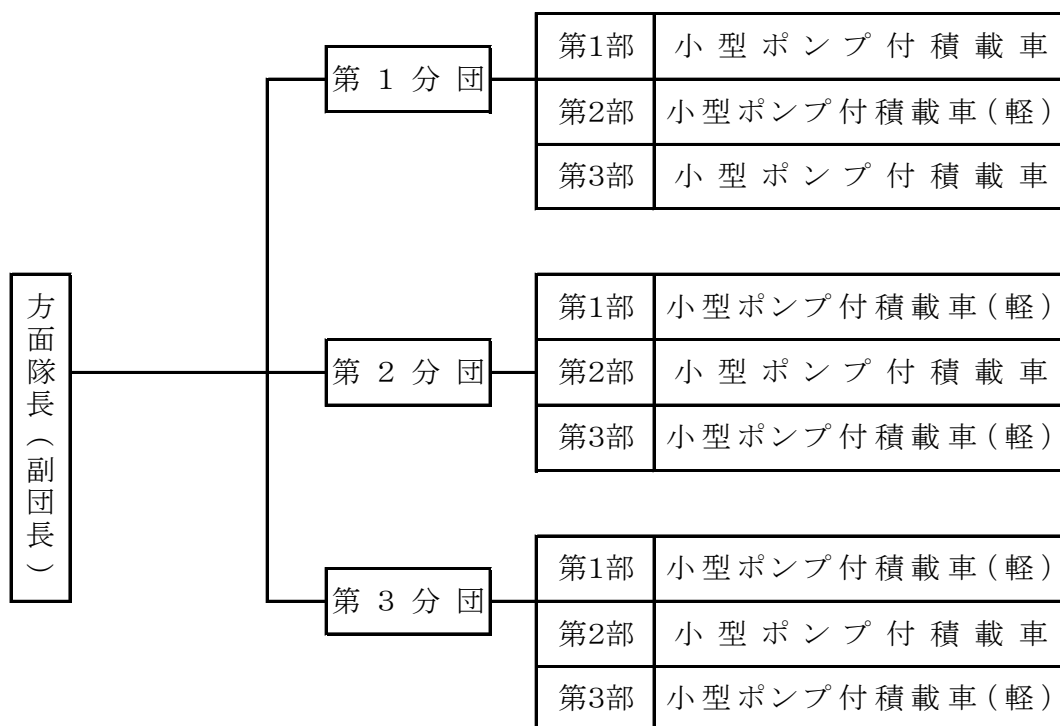 方面隊長（副団長）
第1分団
第1部 小型ポンプ付積載車
第2部 小型ポンプ付積載車(軽)
第3部 小型ポンプ付積載車
第2分団
第1部 小型ポンプ付積載車(軽)
第2部 小型ポンプ付積載車
第3部 小型ポンプ付積載車(軽)
第3分団
第1部 小型ポンプ付積載車(軽)
第2部 小型ポンプ付積載車
第3部 小型ポンプ付積載車(軽)